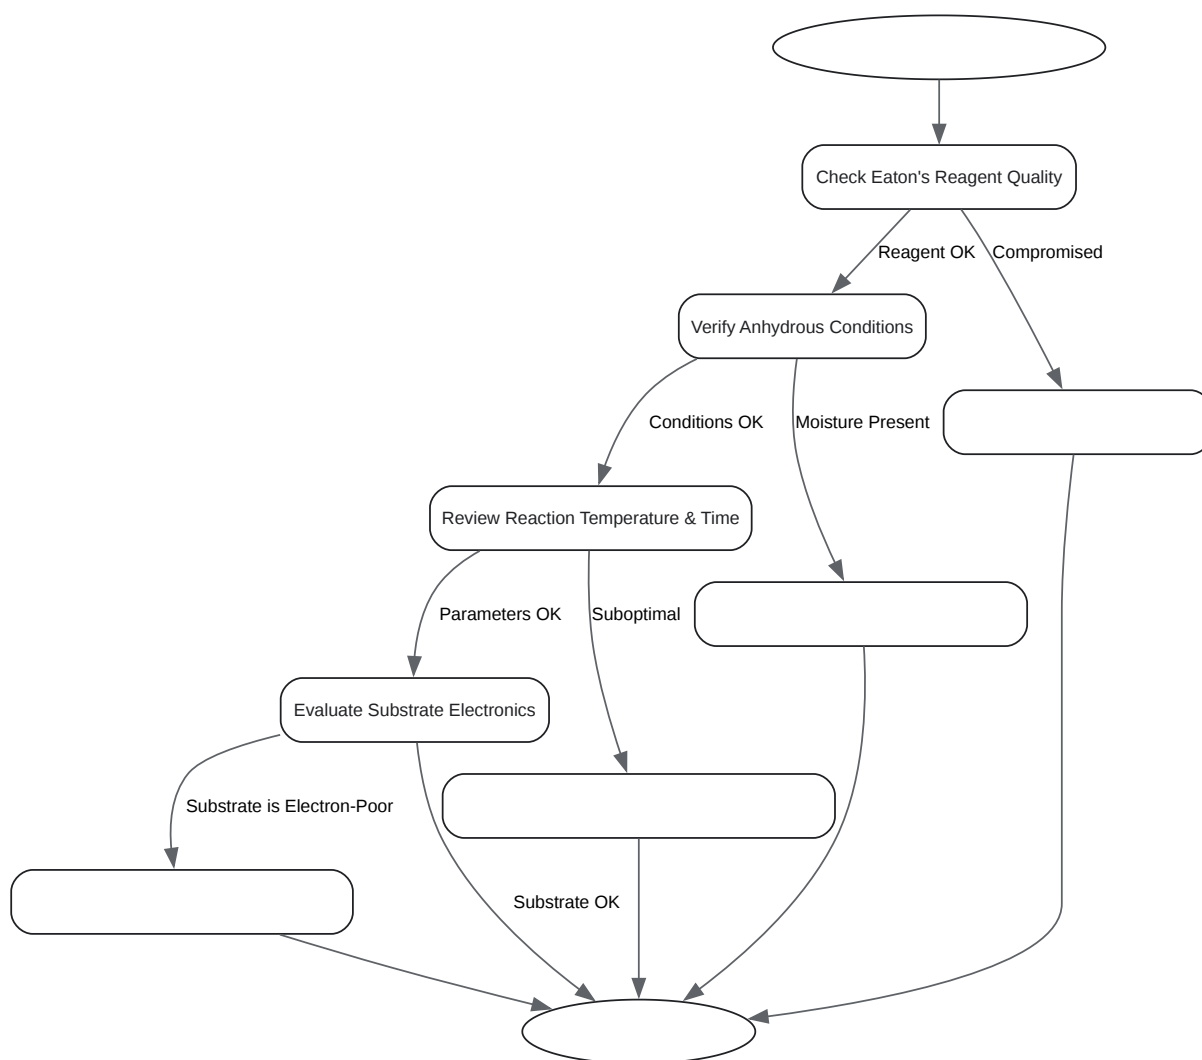 Check Eaton's Reagent Quality
Reagent OK
Compromised
Verify Anhydrous Conditions
Conditions OK
Moisture Present
Review Reaction Temperature & Time
Parameters OK
Suboptimal
Evaluate Substrate Electronics
Substrate is Electron-Poor
Substrate OK